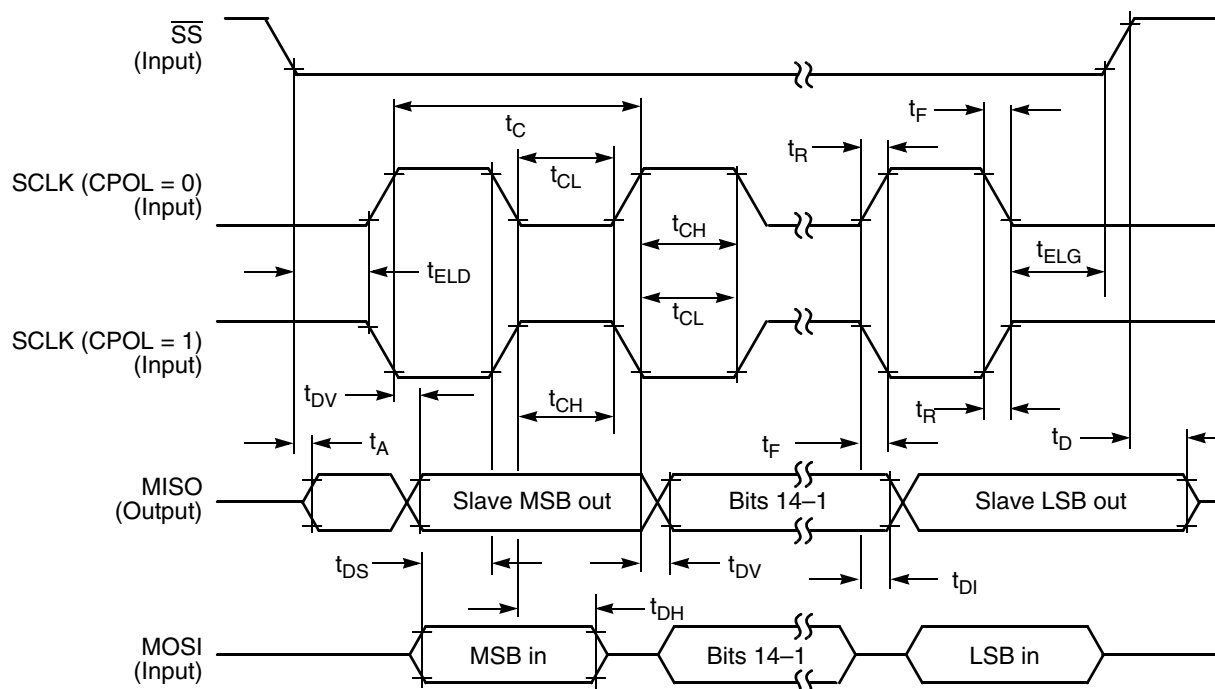 SS
(Input)
tC
tF
tR
SCLK (CPOL = 0)
(Input)
tCL
tCH
tELD
tELG
SCLK (CPOL = 1)
(Input)
tCL
tDV
tCH
tR
tA
tF
tD
MISO
(Output)
Slave MSB out
Bits 14–1
Slave LSB out
tDS
tDV
tDI
tDH
MOSI
(Input)
MSB in
Bits 14–1
LSB in